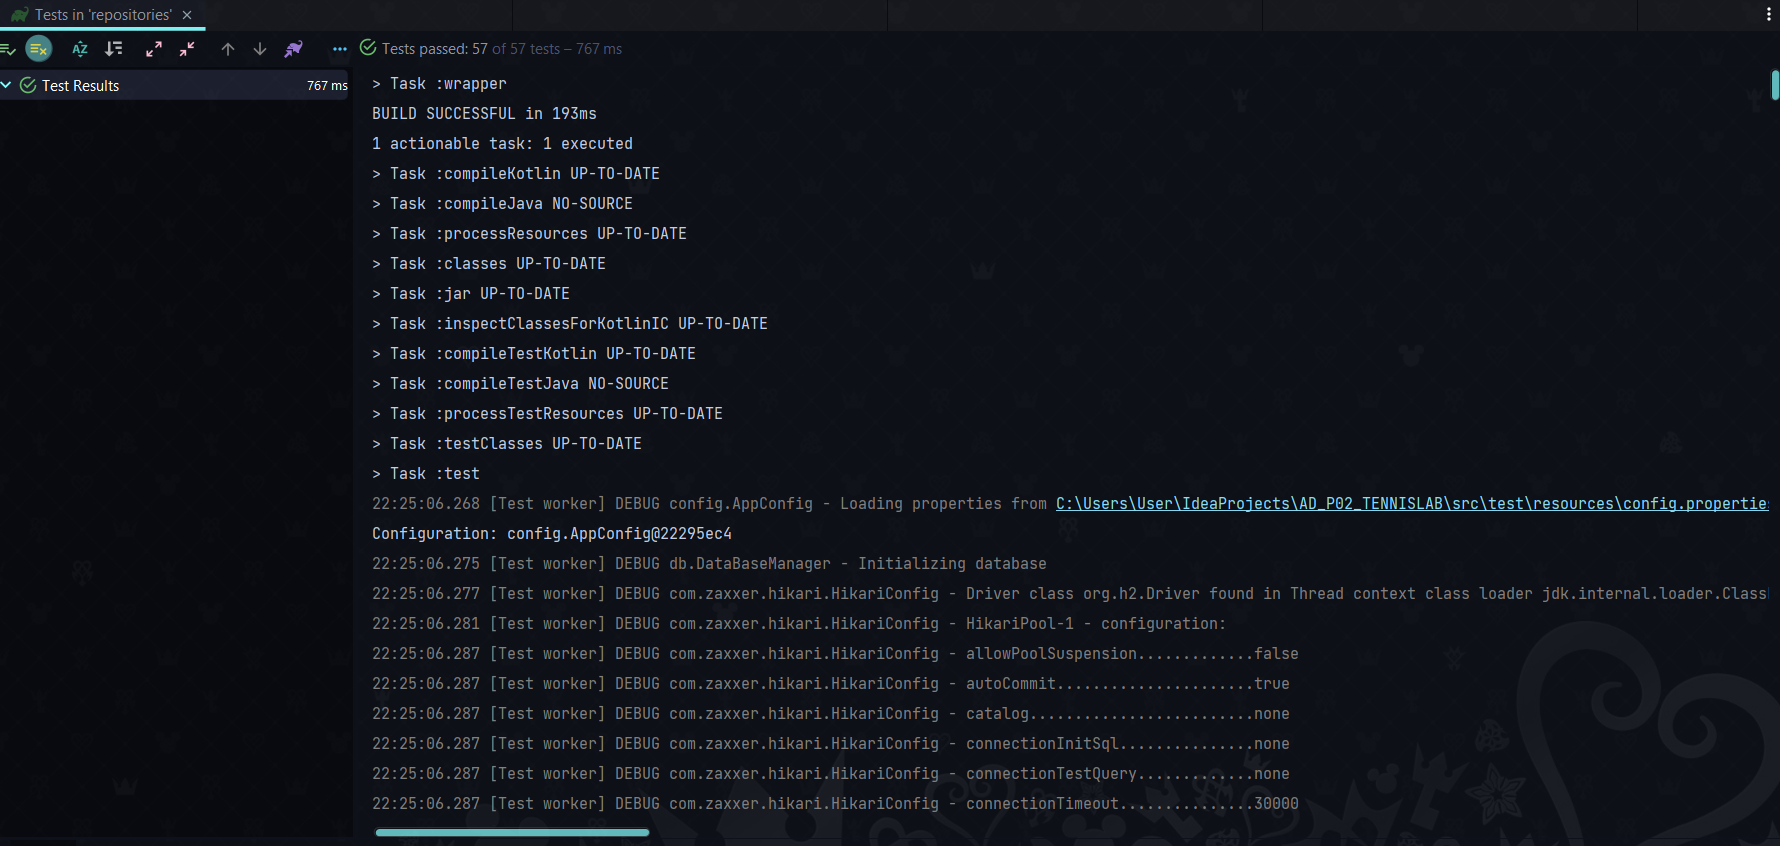 Tests in 'repositories'
Tests passed: 57 of 57 tests – 767 ms
Test Results 767 ms
> Task :wrapper
BUILD SUCCESSFUL in 193ms
1 actionable task: 1 executed
> Task :compileKotlin UP-TO-DATE
> Task :compileJava NO-SOURCE
> Task :processResources UP-TO-DATE
> Task :classes UP-TO-DATE
> Task :jar UP-TO-DATE
> Task :inspectClassesForKotlinIC UP-TO-DATE
> Task :compileTestKotlin UP-TO-DATE
> Task :compileTestJava NO-SOURCE
> Task :processTestResources UP-TO-DATE
> Task :testClasses UP-TO-DATE
> Task :test
22:25:06.268 [Test worker] DEBUG config.AppConfig - Loading properties from C:\Users\User\IdeaProjects\AD_P02_TENNISLAB\src\test\resources\config.properties
Configuration: config.AppConfig@22295ec4
22:25:06.275 [Test worker] DEBUG db.DataBaseManager - Initializing database
22:25:06.277 [Test worker] DEBUG com.zaxxer.hikari.HikariConfig - Driver class org.h2.Driver found in Thread context class loader jdk.internal.loader.Class
22:25:06.281 [Test worker] DEBUG com.zaxxer.hikari.HikariConfig - HikariPool-1 - configuration:
22:25:06.287 [Test worker] DEBUG com.zaxxer.hikari.HikariConfig - allowPoolSuspension.............false
22:25:06.287 [Test worker] DEBUG com.zaxxer.hikari.HikariConfig - autoCommit......................true
22:25:06.287 [Test worker] DEBUG com.zaxxer.hikari.HikariConfig - catalog.........................none
22:25:06.287 [Test worker] DEBUG com.zaxxer.hikari.HikariConfig - connectionInitSql...............none
22:25:06.287 [Test worker] DEBUG com.zaxxer.hikari.HikariConfig - connectionTestQuery.............none
22:25:06.287 [Test worker] DEBUG com.zaxxer.hikari.HikariConfig - connectionTimeout...............30000